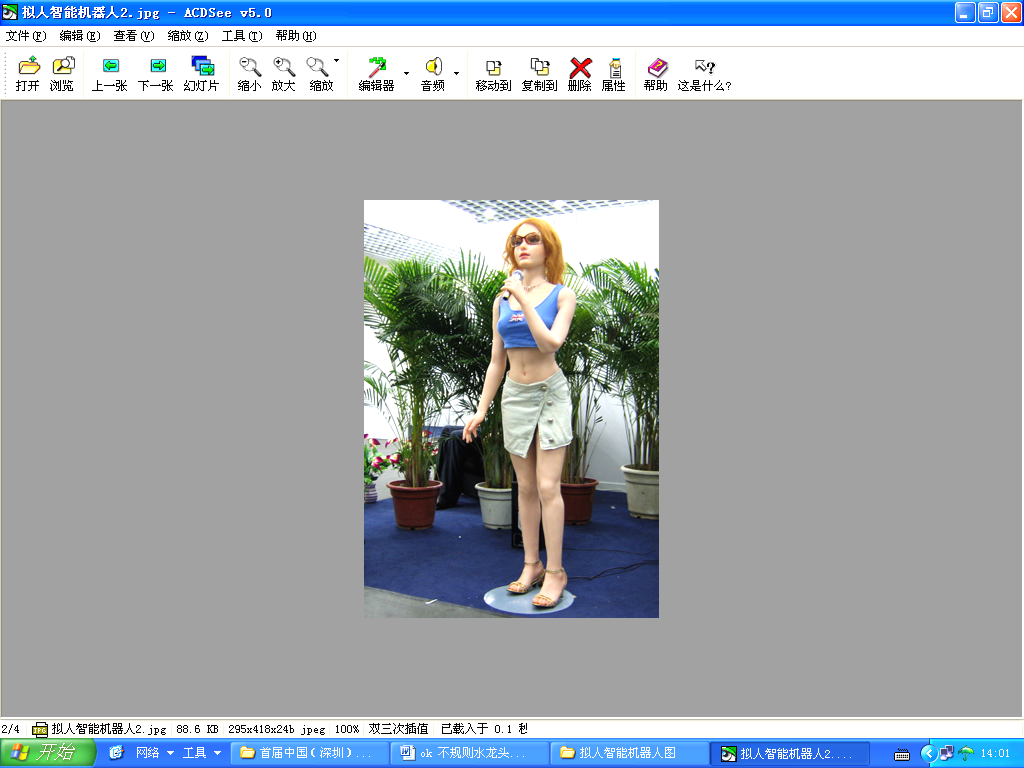 拟人智能机器人2.jpg - ACDSee v5.0
文件(F) 编辑(E) 查看(V) 缩放(Z) 工具(T) 帮助(H)
打开 浏览 上一张 下一张 幻灯片 缩小 放大 缩放 编辑器 音频 移动到 复制到 删除 属性 帮助 这是什么?
2/4 拟人智能机器人2.jpg 88.6 KB 295x418x24b jpeg 100% 双三次插值 已载入于 0.1 秒
开始 网络 工具 首届中国(深圳)... ok 不规则水龙头... 拟人智能机器人图 拟人智能机器人2.... 14:01